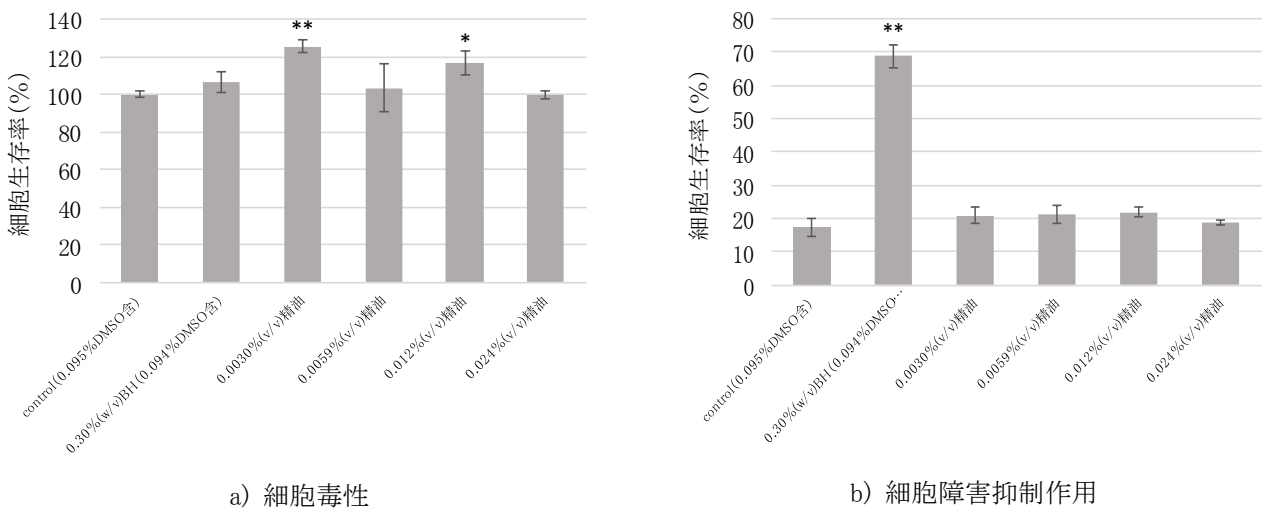 細胞生存率(%)
140
120
100
80
60
40
20
0
**
*
control(0.095%DMSO含)
0.30%(w/v)BH(0.094%DMSO含)
0.0030%(v/v)精油
0.0059%(v/v)精油
0.012%(v/v)精油
0.024%(v/v)精油
a) 細胞毒性
細胞生存率(%)
80
70
60
50
40
30
20
10
0
**
control(0.095%DMSO含)
0.30%(w/v)BH(0.094%DMSO…
0.0030%(v/v)精油
0.0059%(v/v)精油
0.012%(v/v)精油
0.024%(v/v)精油
b) 細胞障害抑制作用